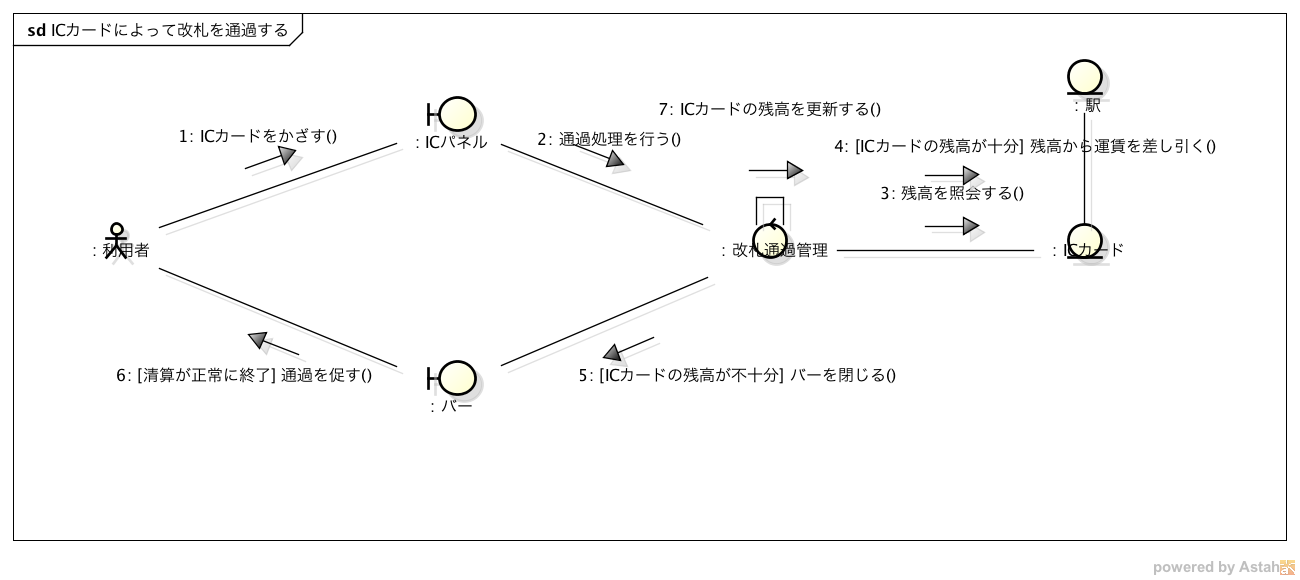 sd ICカードによって改札を通過する
: 駅
7: ICカードの残高を更新する()
1: ICカードをかざす()
: ICパネル
2: 通過処理を行う()
4: [ICカードの残高が十分] 残高から運賃を差し引く()
3: 残高を照会する()
: 利用者
: 改札通過管理
: ICカード
6: [清算が正常に終了] 通過を促す()
5: [ICカードの残高が不十分] バーを閉じる()
: バー
powered by Astah